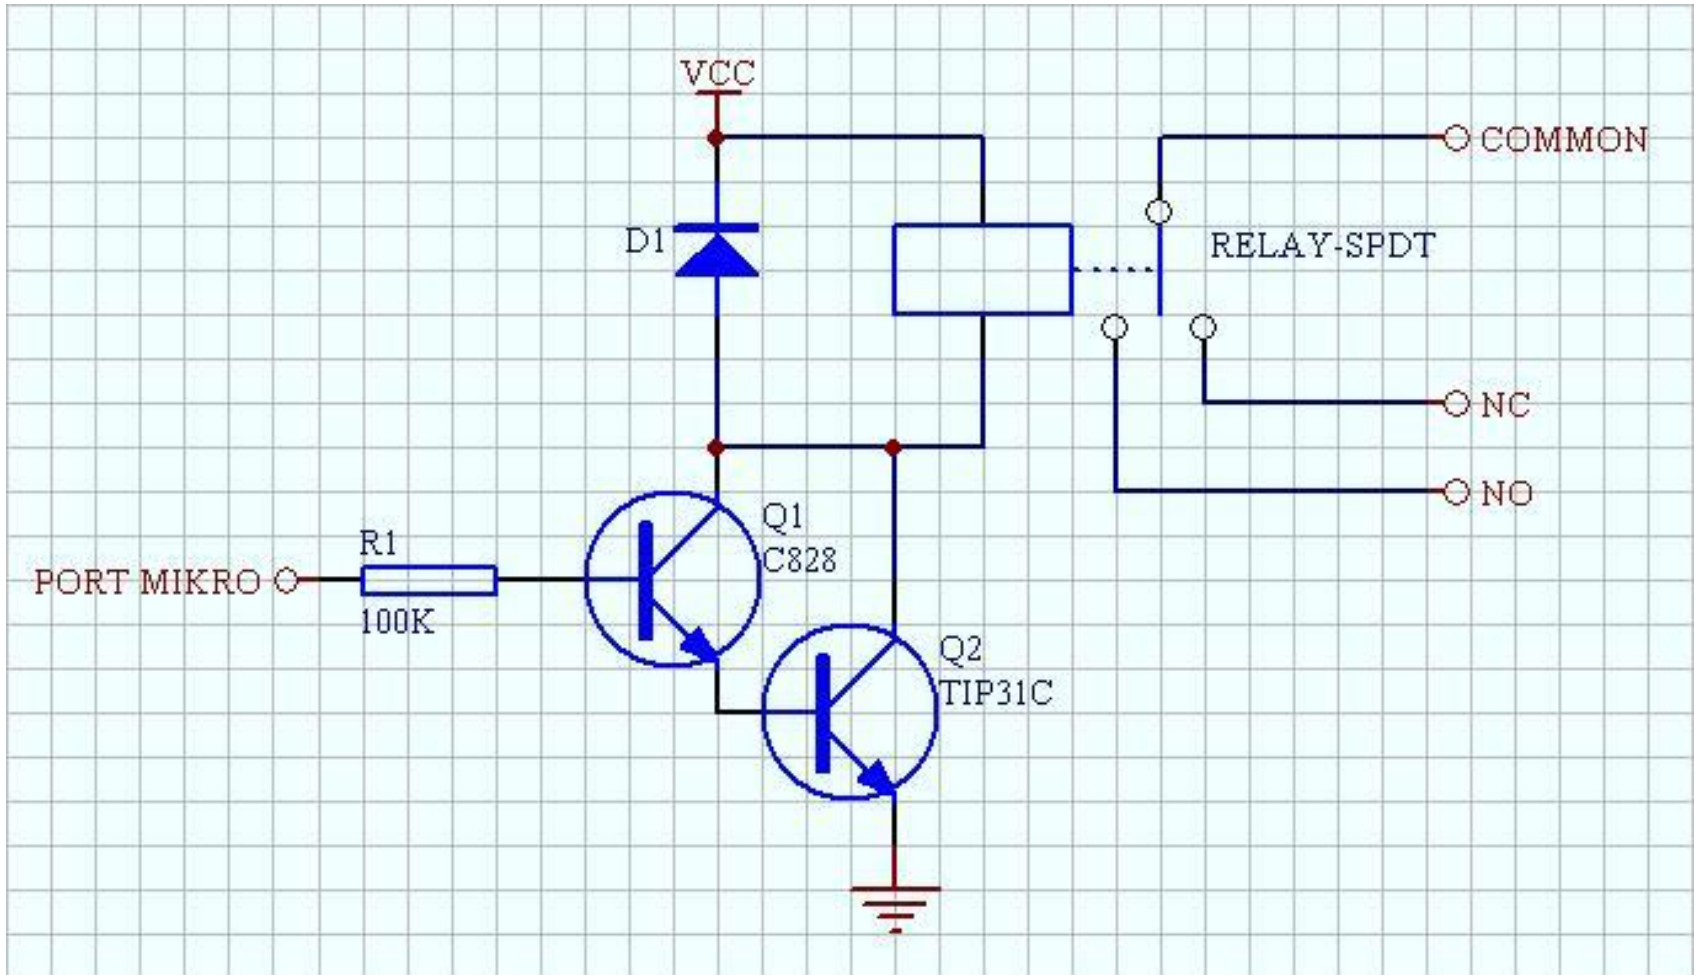 VCC
COMMON
D1
RELAY-SPDT
NC
NO
Q1
C828
R1
PORT MIKRO
100K
Q2
TIP31C